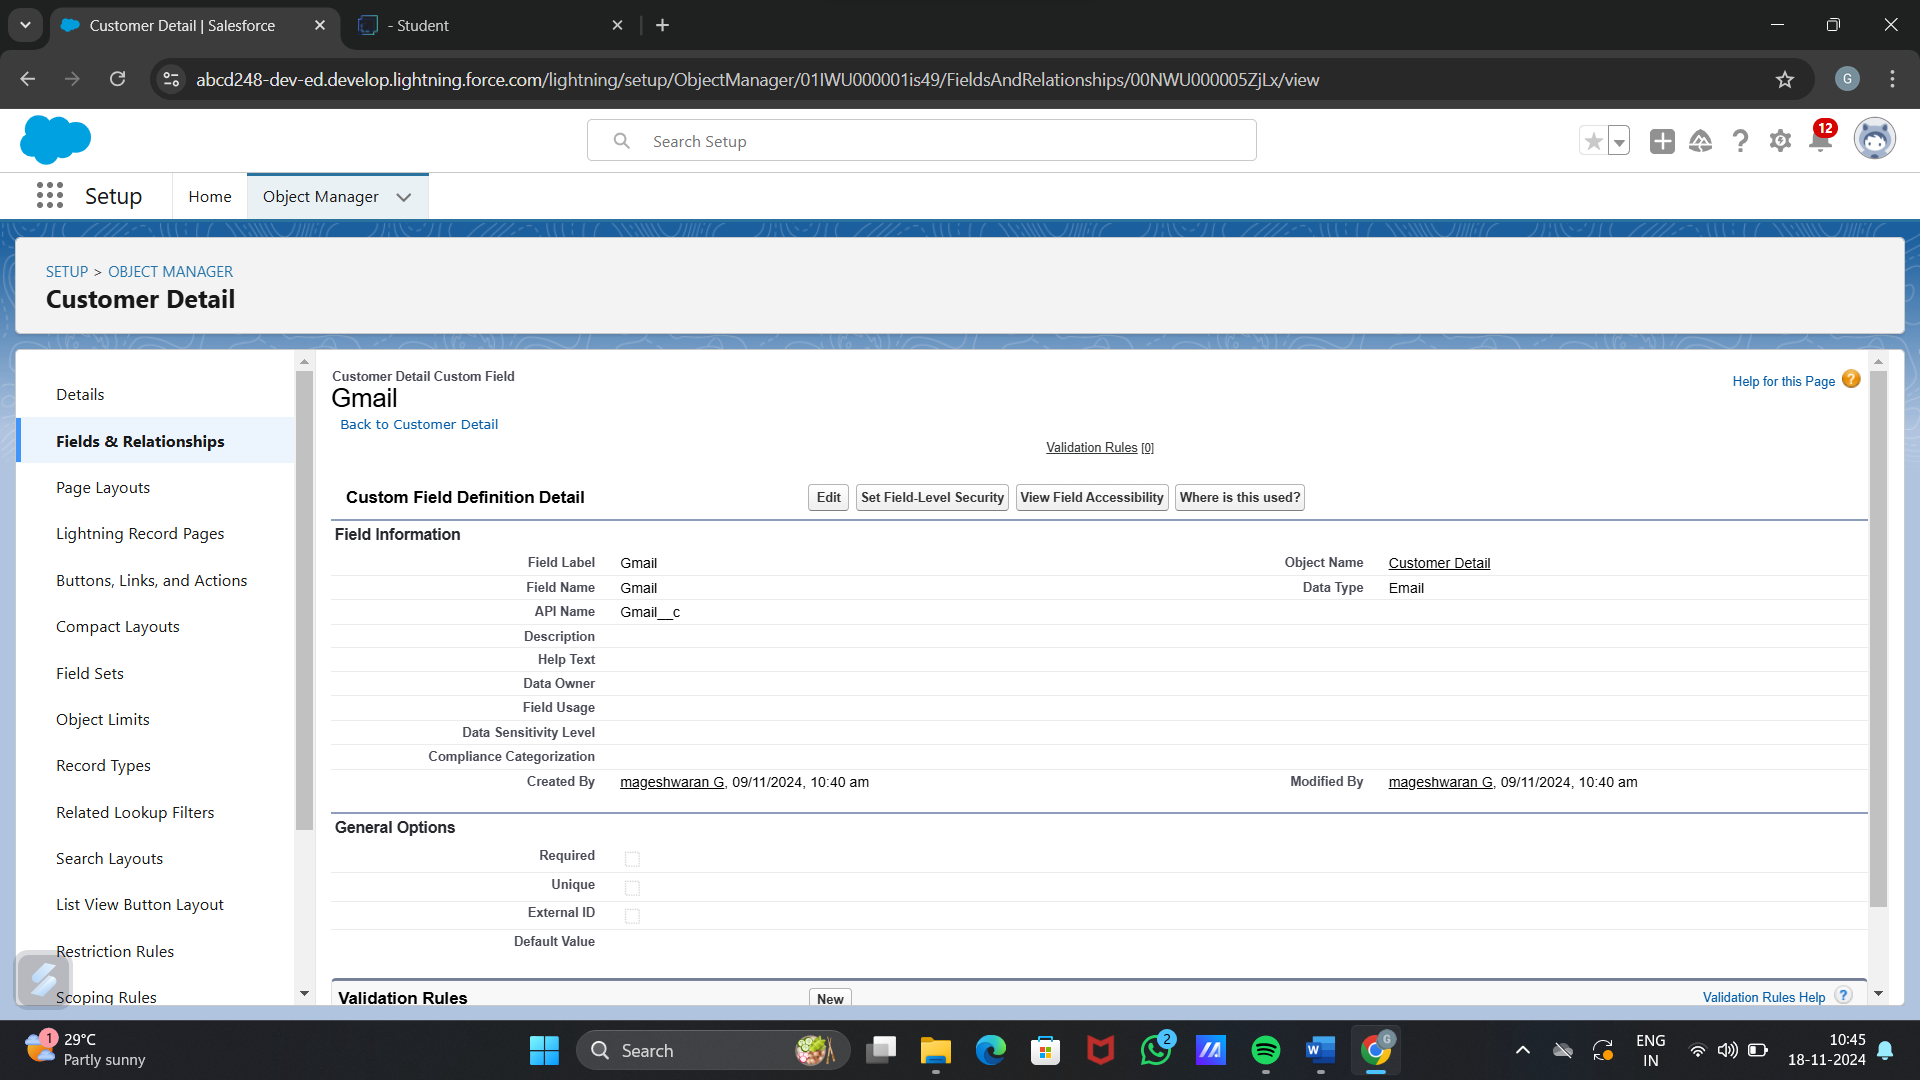 Customer Detail | Salesforce
- Student
abcd248-dev-ed.develop.lightning.force.com/lightning/setup/ObjectManager/01IWU000001is49/FieldsAndRelationships/00NWU000005ZjLx/view
G
Search Setup
12
Setup
Home
Object Manager
SETUP > OBJECT MANAGER
Customer Detail
Details
Fields & Relationships
Page Layouts
Lightning Record Pages
Buttons, Links, and Actions
Compact Layouts
Field Sets
Object Limits
Record Types
Related Lookup Filters
Search Layouts
List View Button Layout
Restriction Rules
Scoping Rules
Customer Detail Custom Field
Gmail
Back to Customer Detail
Help for this Page ?
Validation Rules [0]
Custom Field Definition Detail Edit Set Field-Level Security View Field Accessibility Where is this used?
Field Information
Field Label Gmail Object Name Customer Detail
Field Name Gmail Data Type Email
API Name Gmail__c
Description
Help Text
Data Owner
Field Usage
Data Sensitivity Level
Compliance Categorization
Created By mageshwaran G, 09/11/2024, 10:40 am Modified By mageshwaran G, 09/11/2024, 10:40 am
General Options
Required
Unique
External ID
Default Value
Validation Rules New Validation Rules Help ?
1
29°C
Partly sunny
Search
2
W
G
ENG
IN
10:45
18-11-2024